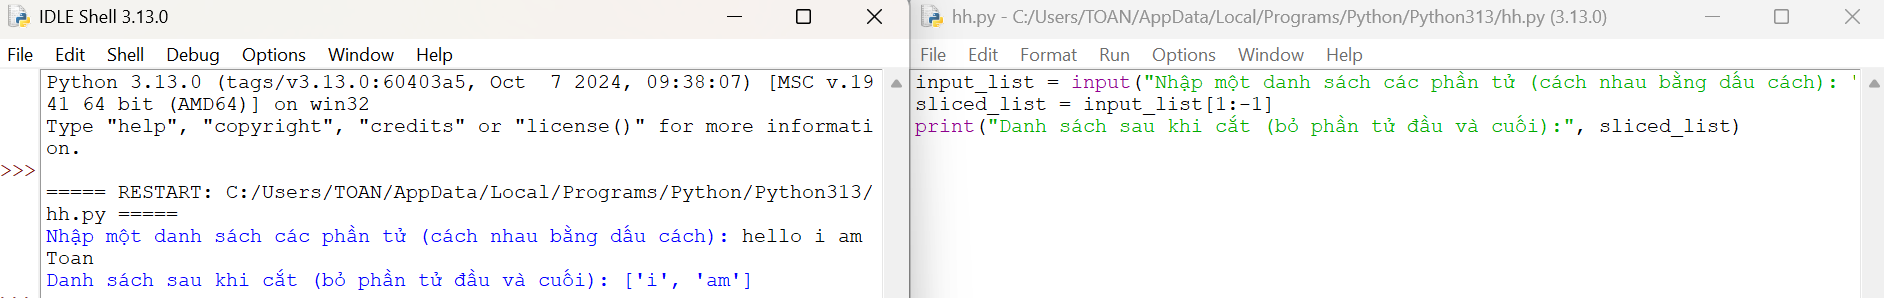 IDLE Shell 3.13.0
File Edit Shell Debug Options Window Help
Python 3.13.0 (tags/v3.13.0:60403a5, Oct  7 2024, 09:38:07) [MSC v.19
41 64 bit (AMD64)] on win32
Type "help", "copyright", "credits" or "license()" for more informati
on.
>>>
===== RESTART: C:/Users/TOAN/AppData/Local/Programs/Python/Python313/
hh.py =====
Nhập một danh sách các phần tử (cách nhau bằng dấu cách): hello i am
Toan
Danh sách sau khi cắt (bỏ phần tử đầu và cuối): ['i', 'am']
hh.py - C:/Users/TOAN/AppData/Local/Programs/Python/Python313/hh.py (3.13.0)
File Edit Format Run Options Window Help
input_list = input("Nhập một danh sách các phần tử (cách nhau bằng dấu cách): "
sliced_list = input_list[1:-1]
print("Danh sách sau khi cắt (bỏ phần tử đầu và cuối):", sliced_list)